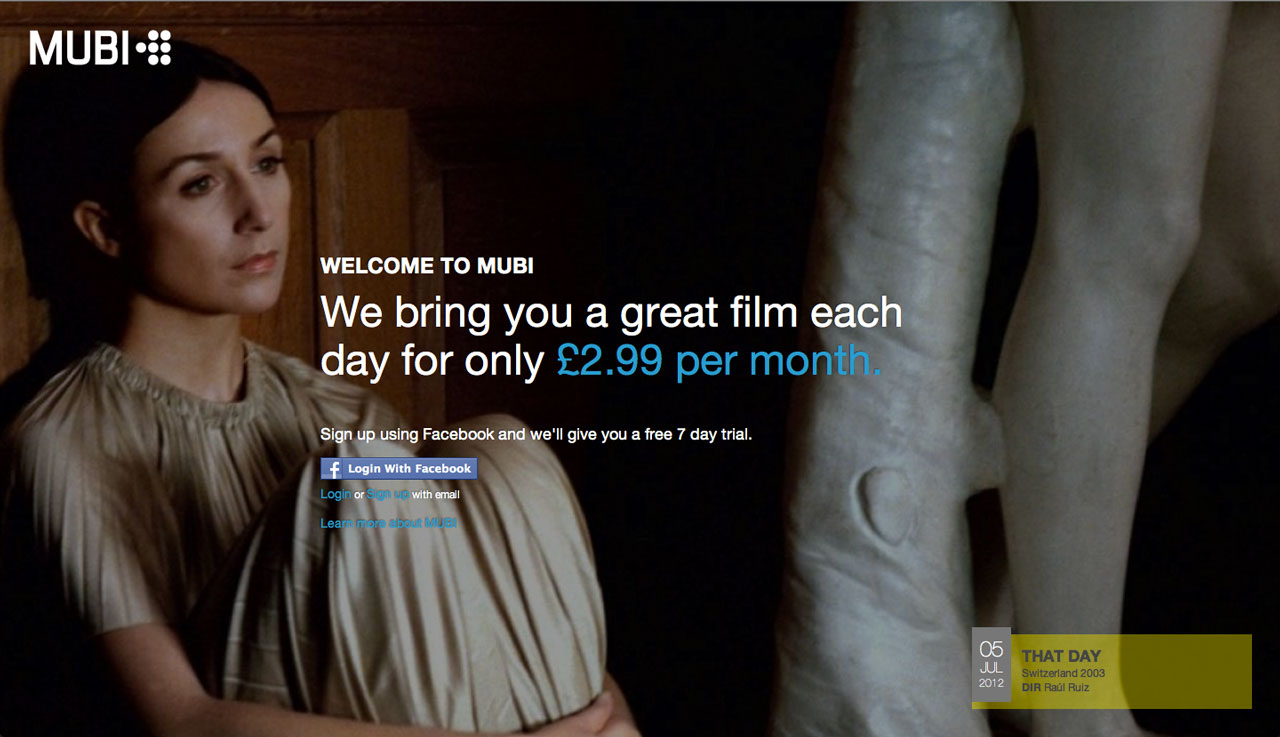 MUBI
WELCOME TO MUBI
We bring you a great film each
day for only £2.99 per month.
Sign up using Facebook and we'll give you a free 7 day trial.
f Login With Facebook
Login or Sign up with email
Learn more about MUBI
05
JUL
2012
THAT DAY
Switzerland 2003
DIR Raúl Ruiz